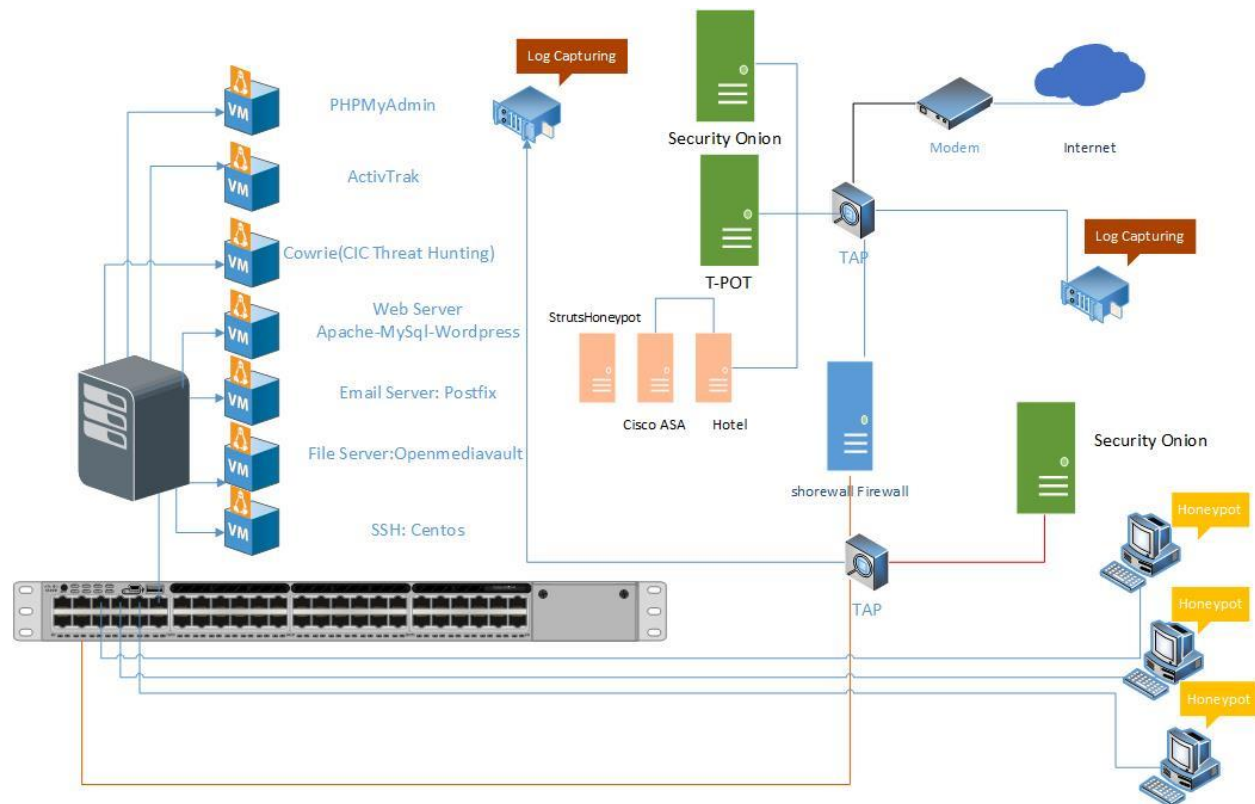 Log Capturing
PHPMyAdmin
VM
Security Onion
Modem
Internet
ActivTrak
VM
TAP
Log Capturing
Cowrie(CIC Threat Hunting)
VM
T-POT
Web Server
Apache-MySql-Wordpress
VM
StrutsHoneypot
Email Server: Postfix
VM
Cisco ASA
Hotel
File Server:Openmediavault
VM
shorewall Firewall
Security Onion
SSH: Centos
VM
TAP
Honeypot
Honeypot
Honeypot